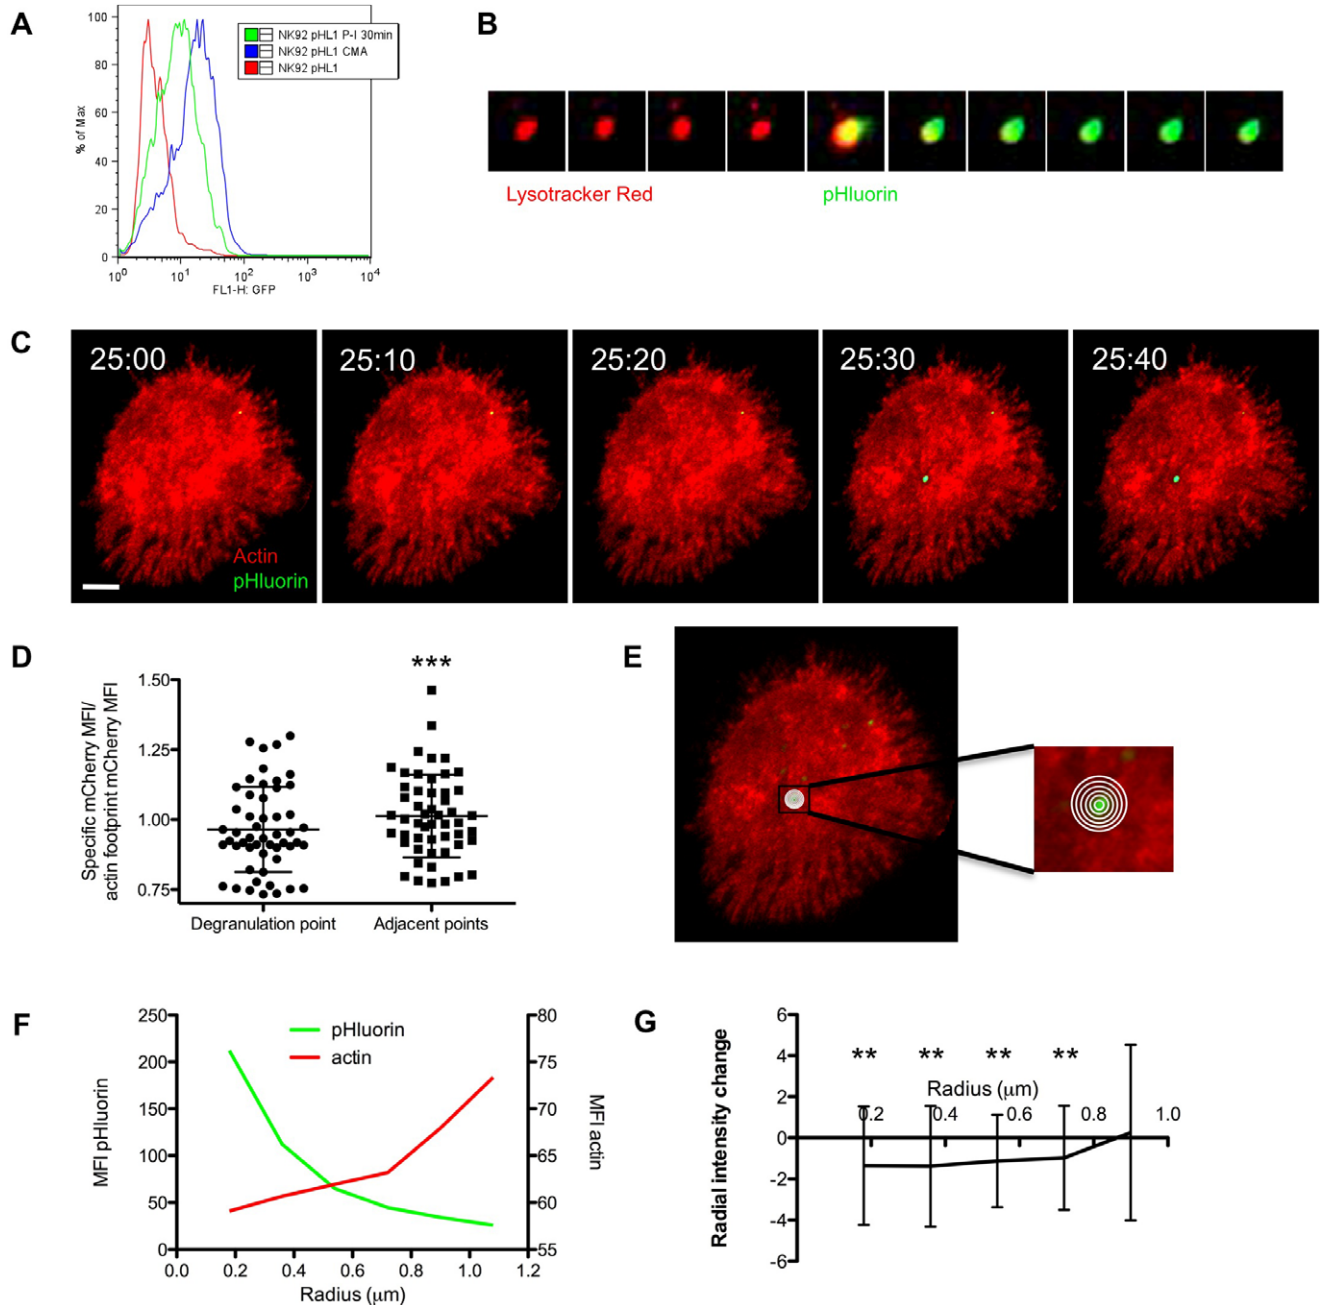 A
100
80
60
40
20
0
% of Max
10^0 10^1 10^2 10^3 10^4
FL1-H: GFP
NK92 pHL1 P-I 30min
NK92 pHL1 CMA
NK92 pHL1
B
Lysotracker Red
pHluorin
C
25:00
25:10
25:20
25:30
25:40
Actin
pHluorin
D
***
1.50
1.25
1.00
0.75
Specific mCherry MFI/
actin footprint mCherry MFI
Degranulation point
Adjacent points
E
F
250
200
150
100
50
0
MFI pHluorin
pHluorin
actin
80
75
70
65
60
55
MFI actin
0.0 0.2 0.4 0.6 0.8 1.0 1.2
Radius (μm)
G
6
4
2
0
-2
-4
-6
Radial intensity change
** ** ** **
Radius (μm)
0.2 0.4 0.6 0.8 1.0